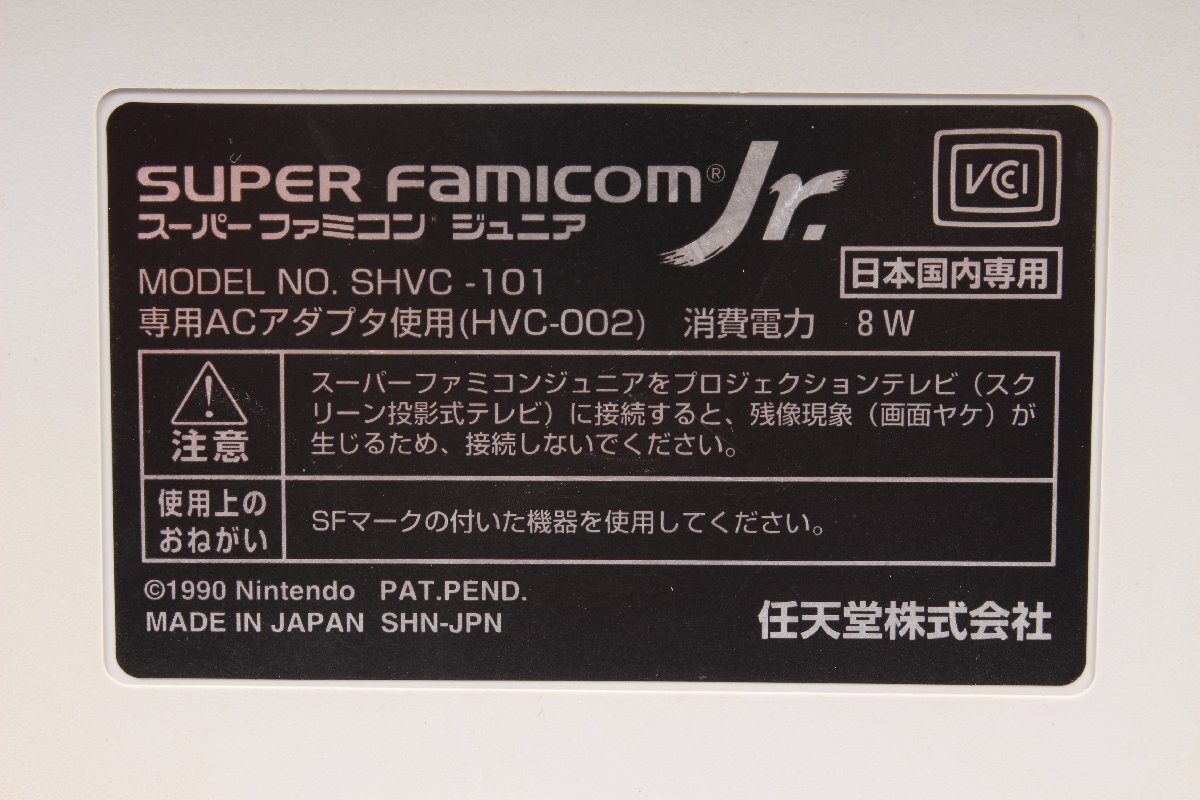 SUPER FAMICOM® Jr.
スーパーファミコン® ジュニア
VCCI
MODEL NO. SHVC -101
日本国内専用
専用ACアダプタ使用(HVC-002) 消費電力 8W
注意
スーパーファミコンジュニアをプロジェクションテレビ(スク
リーン投影式テレビ)に接続すると、残像現象(画面ヤケ)が
生じるため、接続しないでください。
使用上の
おねがい
SFマークの付いた機器を使用してください。
©1990 Nintendo PAT.PEND.
MADE IN JAPAN SHN-JPN
任天堂株式会社